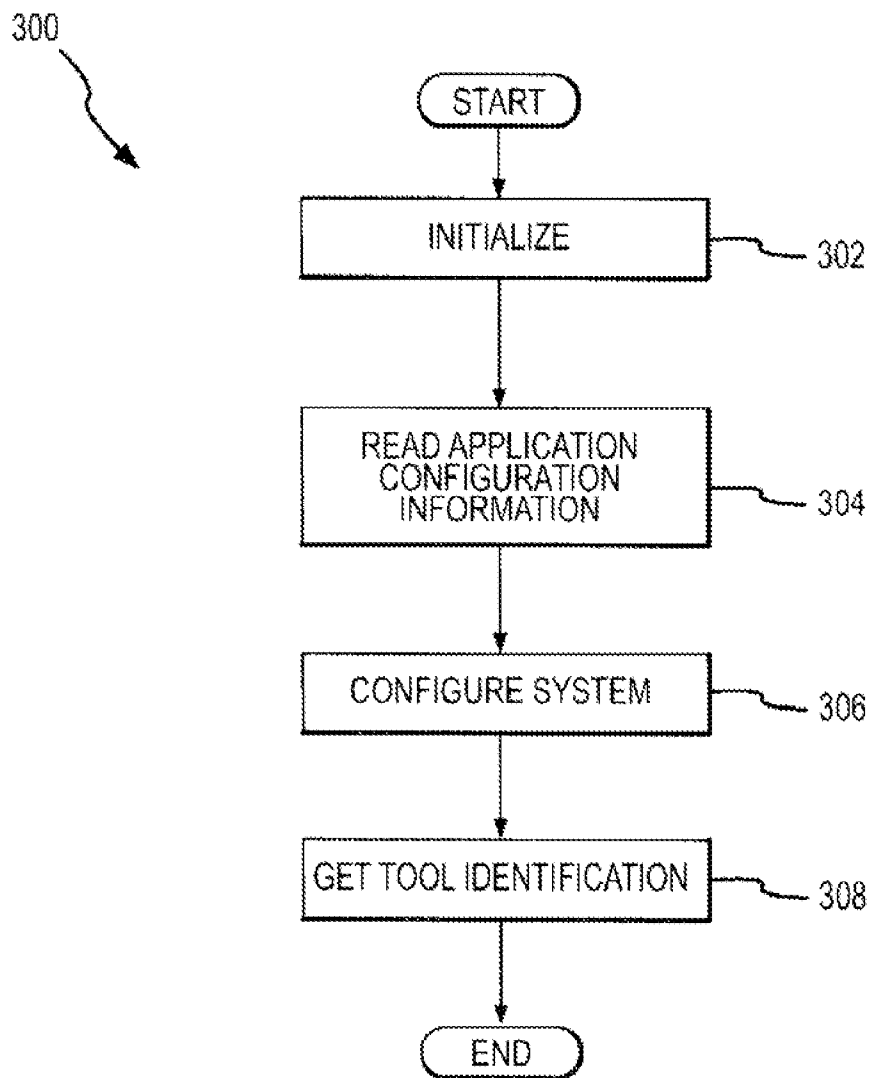 300
START
INITIALIZE
302
READ APPLICATION
CONFIGURATION
INFORMATION
304
CONFIGURE SYSTEM
306
GET TOOL IDENTIFICATION
308
END